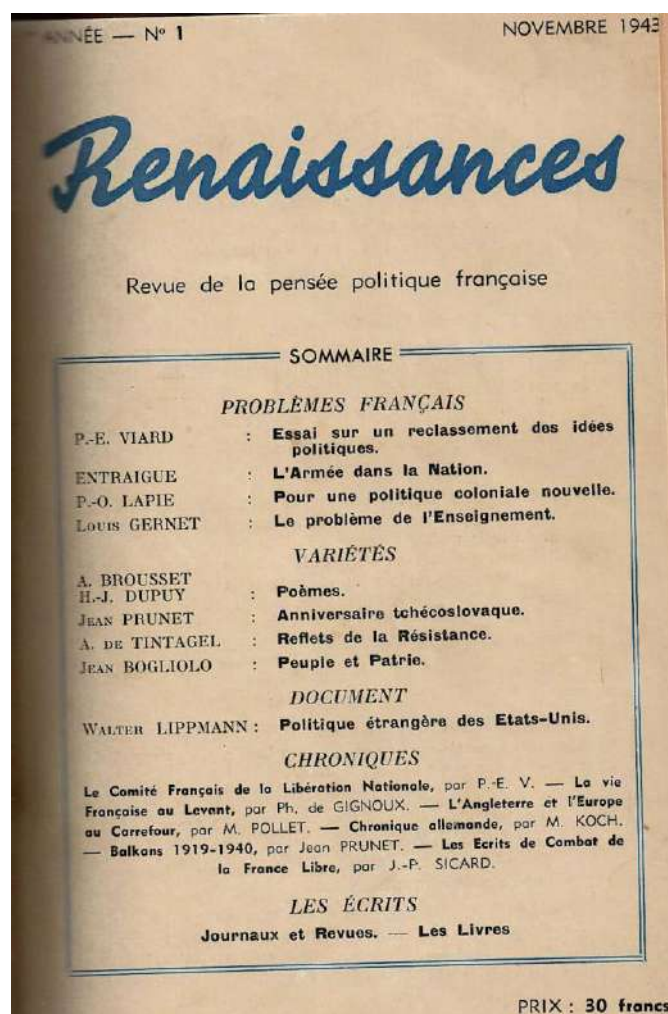 ANNÉE — Nº 1
NOVEMBRE 1943
Renaissances
Revue de la pensée politique française
SOMMAIRE
PROBLÈMES FRANÇAIS
P.-E. VIARD : Essai sur un reclassement des idées
politiques.
ENTRAIGUE : L'Armée dans la Nation.
P.-O. LAPIE : Pour une politique coloniale nouvelle.
LOUIS GERNET : Le problème de l'Enseignement.
VARIÉTÉS
A. BROUSSET
H.-J. DUPUY : Poèmes.
JEAN PRUNET : Anniversaire tchécoslovaque.
A. DE TINTAGEL : Reflets de la Résistance.
JEAN BOGLIOLO : Peuple et Patrie.
DOCUMENT
WALTER LIPPMANN : Politique étrangère des Etats-Unis.
CHRONIQUES
Le Comité Français de la Libération Nationale, par P.-E. V. — La vie
Française au Levant, par Ph. de GIGNOUX. — L'Angleterre et l'Europe
au Carrefour, par M. POLLET. — Chronique allemande, par M. KOCH.
— Balkans 1919-1940, par Jean PRUNET. — Les Ecrits de Combat de
la France Libre, par J.-P. SICARD.
LES ÉCRITS
Journaux et Revues. — Les Livres
PRIX : 30 francs